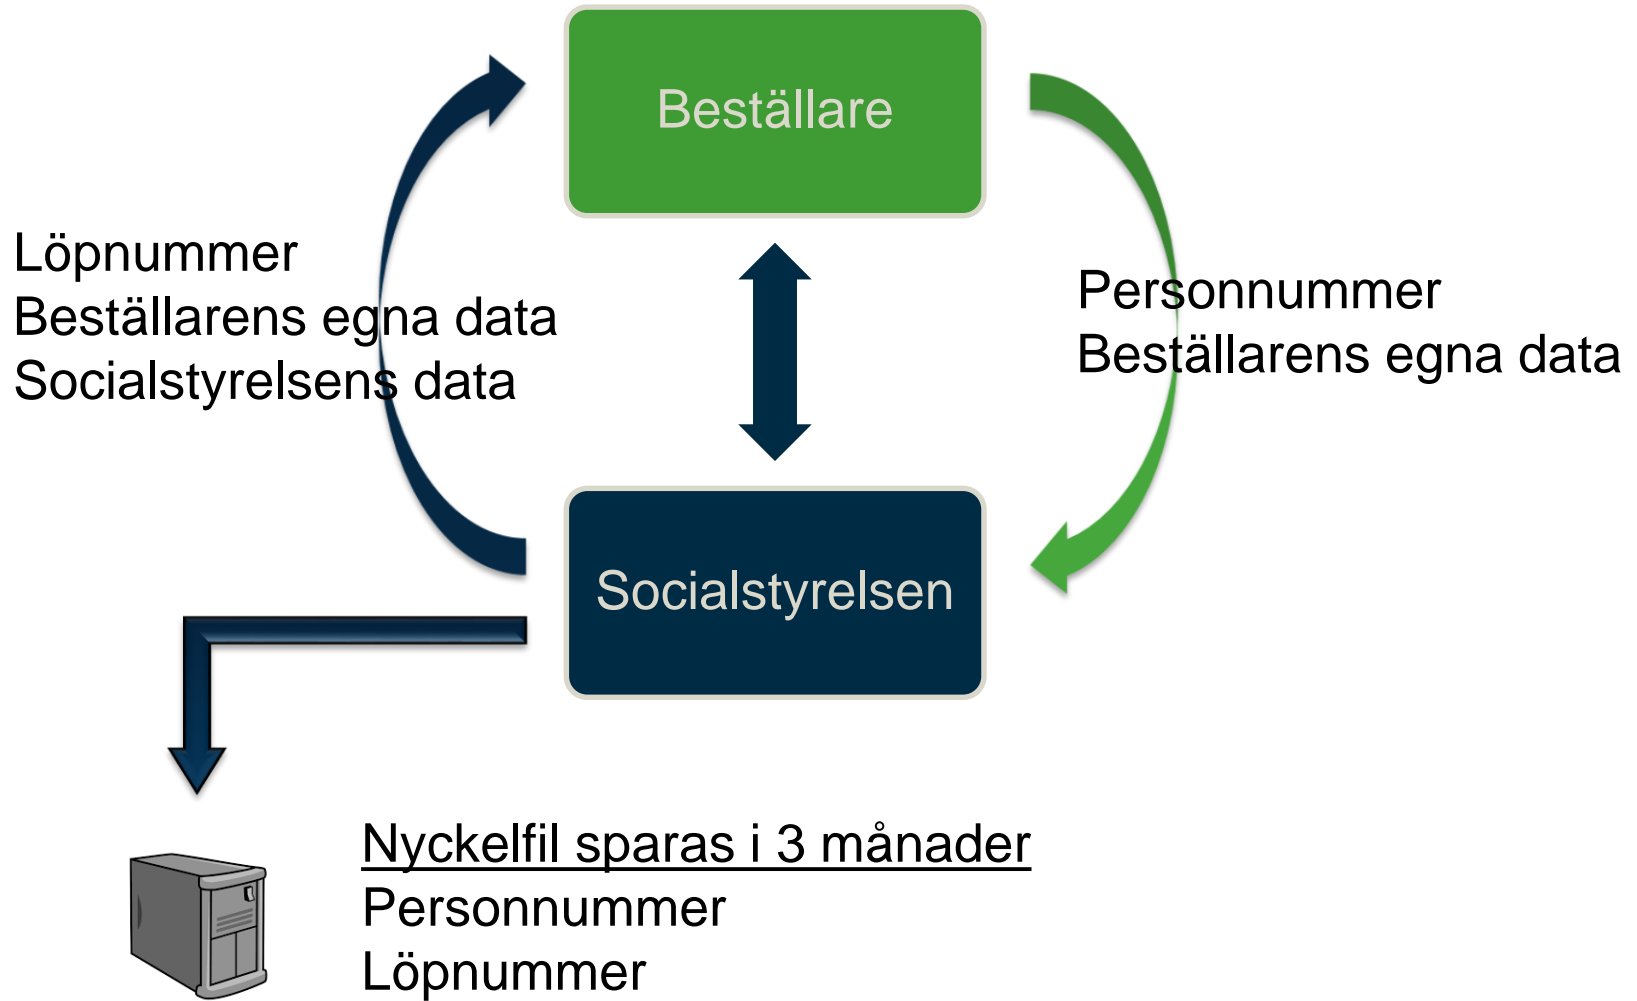 Beställare
Löpnummer
Beställarens egna data
Socialstyrelsens data
Personnummer
Beställarens egna data
Socialstyrelsen
Nyckelfil sparas i 3 månader
Personnummer
Löpnummer